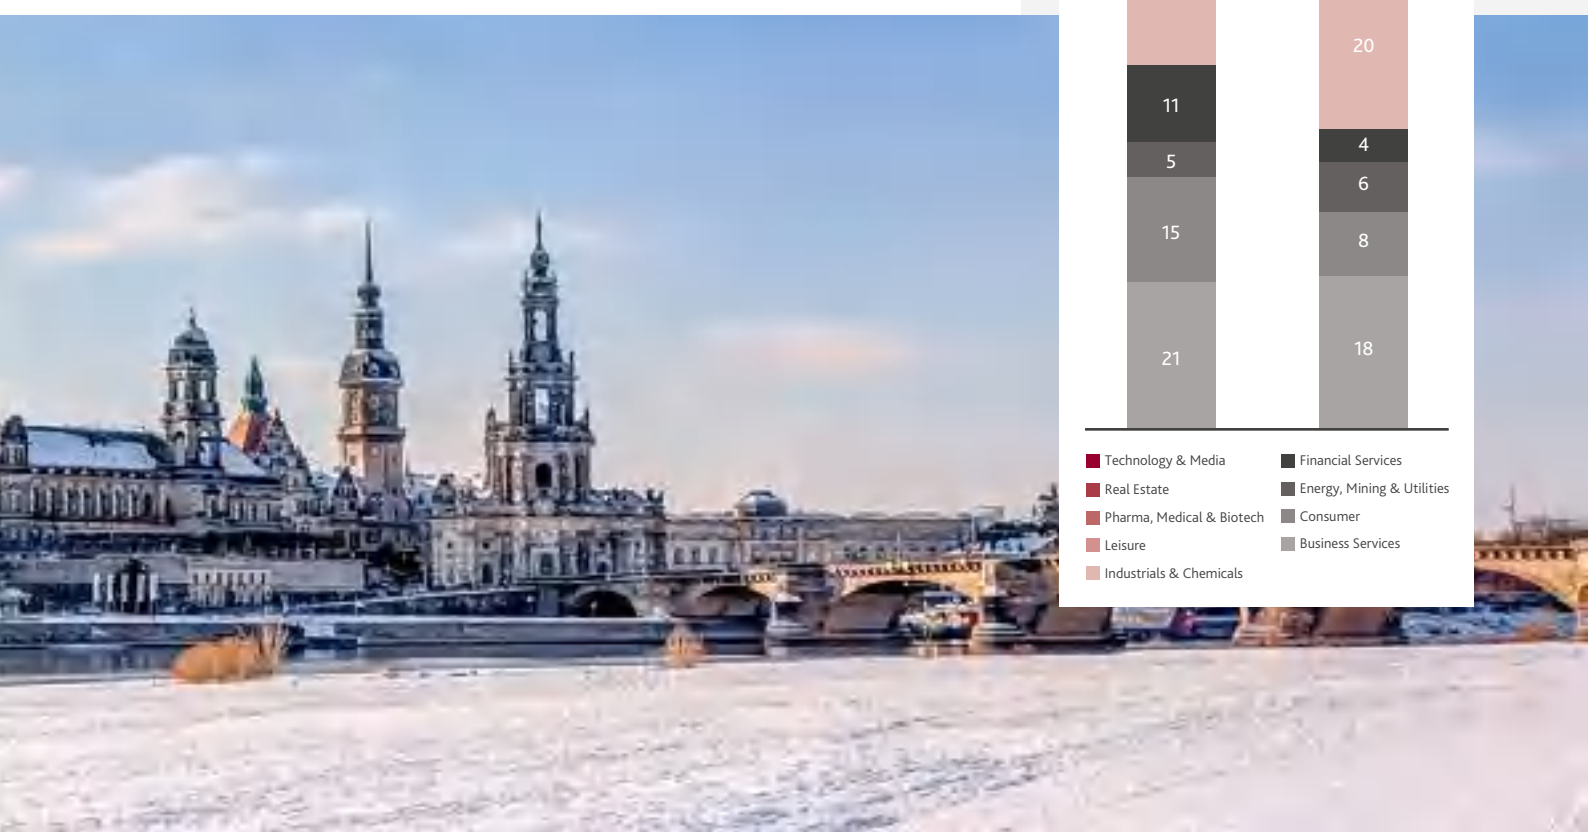 20
11
4
5
6
15
8
21
18
Technology & Media
Real Estate
Pharma, Medical & Biotech
Leisure
Industrials & Chemicals
Financial Services
Energy, Mining & Utilities
Consumer
Business Services